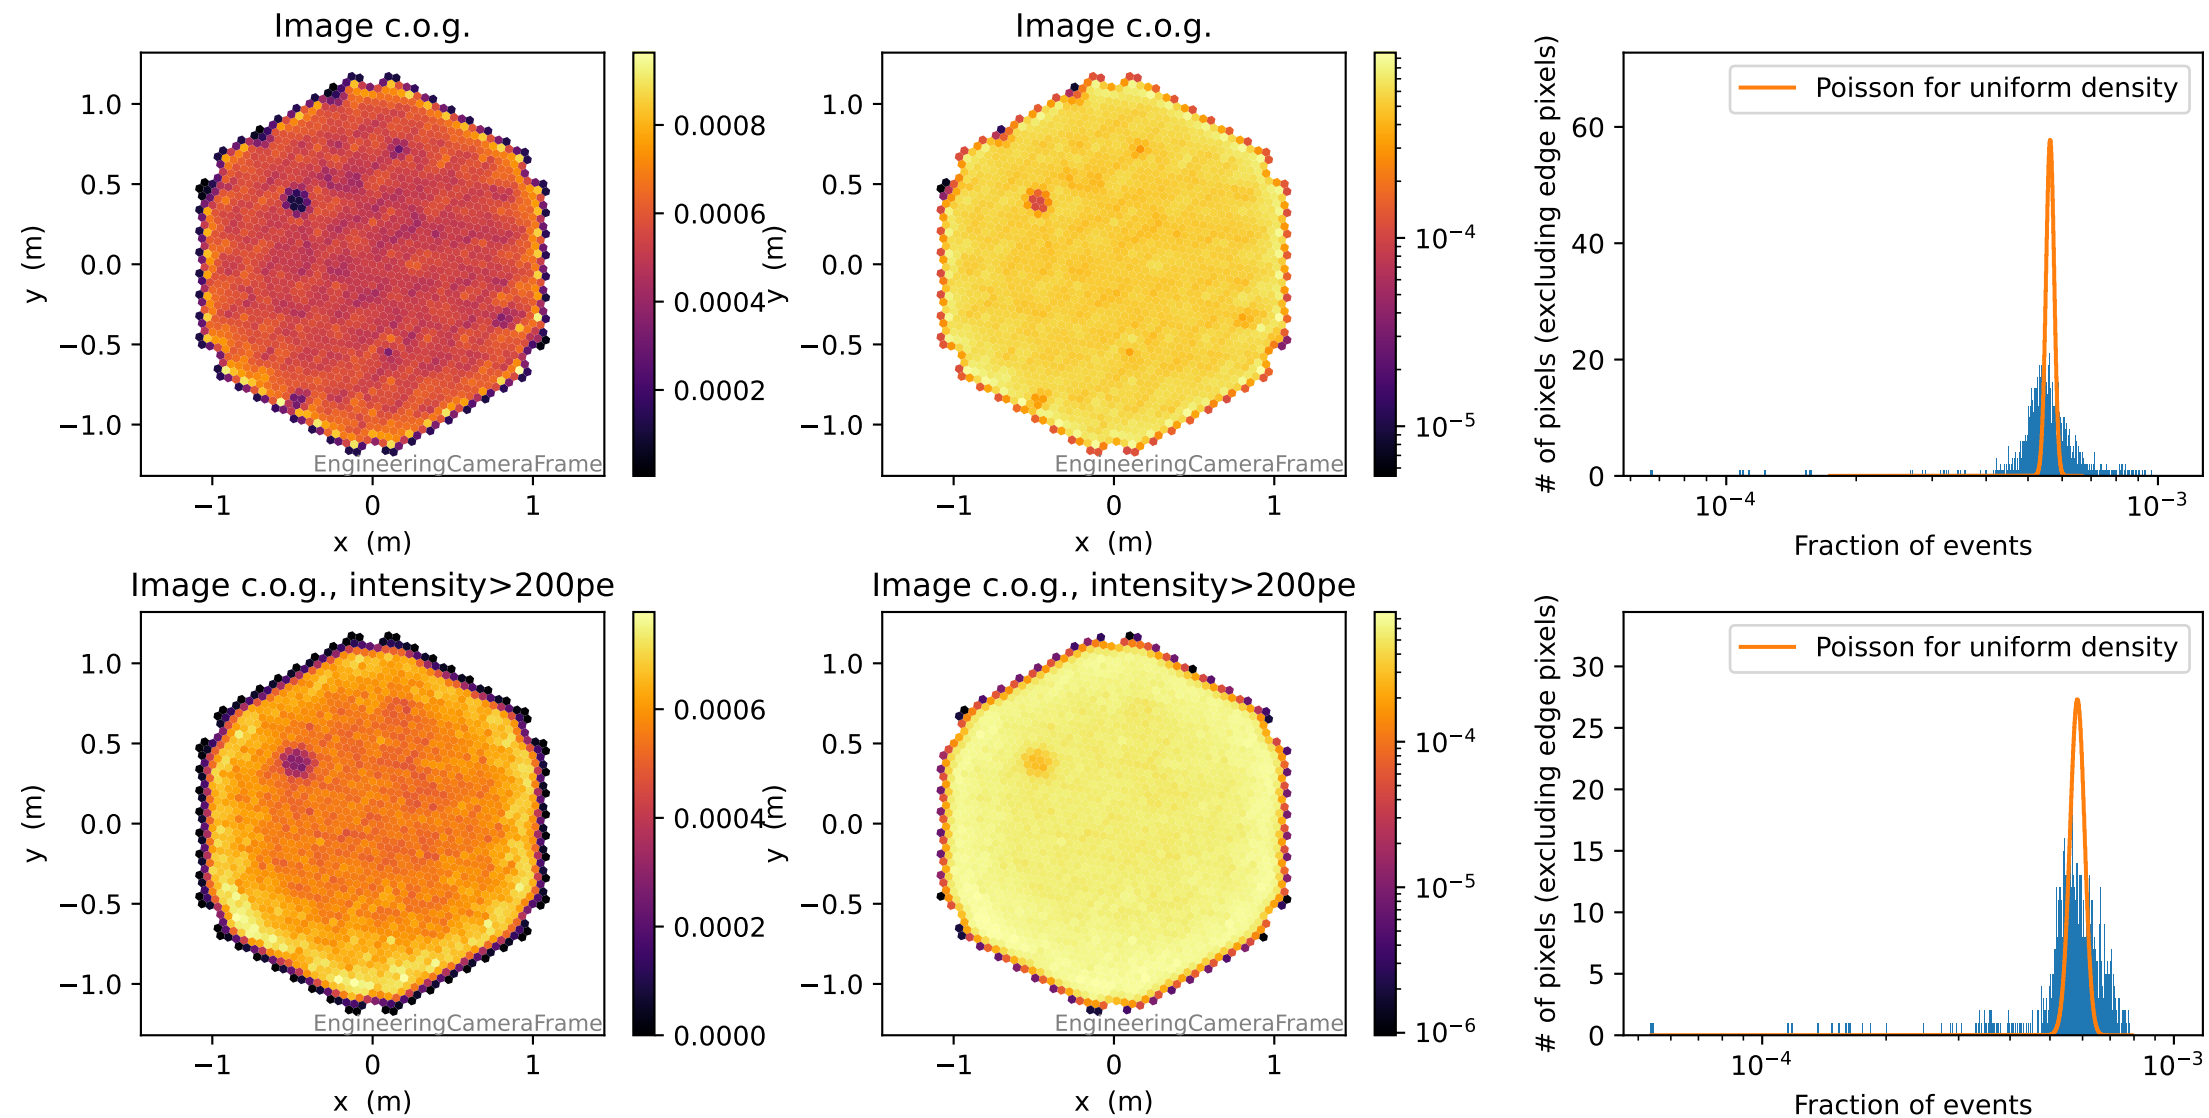 Image c.o.g.
y (m)
1.0
0.5
0.0
−0.5
−1.0
−1 0 1
x (m)
EngineeringCameraFrame
0.0008
0.0006
0.0004
0.0002
Image c.o.g.
y (m)
1.0
0.5
0.0
−0.5
−1.0
−1 0 1
x (m)
EngineeringCameraFrame
10−4
10−5
# of pixels (excluding edge pixels)
60
40
20
0
Poisson for uniform density
10−4 10−3
Fraction of events
Image c.o.g., intensity>200pe
y (m)
1.0
0.5
0.0
−0.5
−1.0
−1 0 1
x (m)
EngineeringCameraFrame
0.0006
0.0004
0.0002
0.0000
Image c.o.g., intensity>200pe
y (m)
1.0
0.5
0.0
−0.5
−1.0
−1 0 1
x (m)
EngineeringCameraFrame
10−4
10−5
10−6
# of pixels (excluding edge pixels)
30
25
20
15
10
5
0
Poisson for uniform density
10−4 10−3
Fraction of events